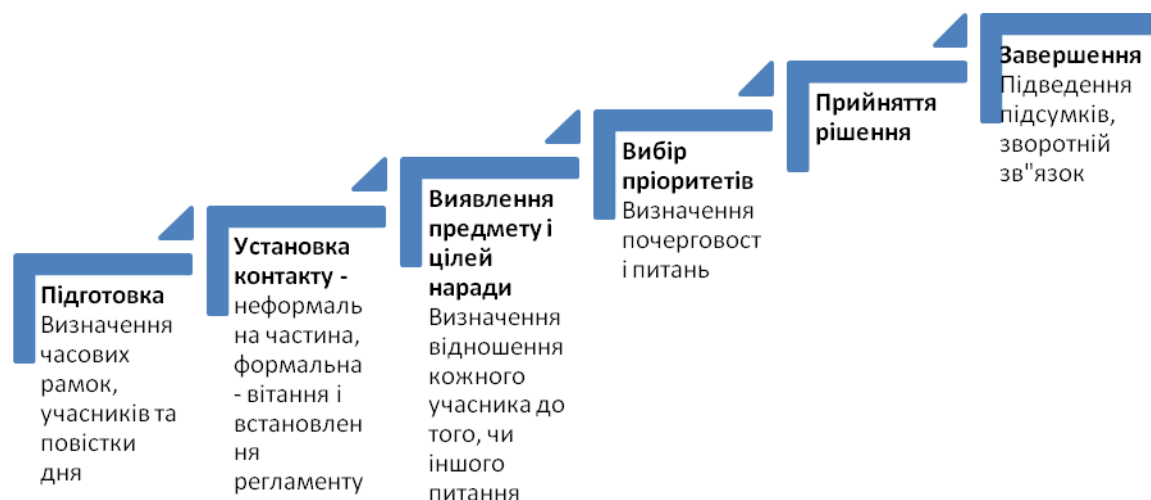 Підготовка
Визначення
часових
рамок,
учасників та
повістки
дня
Установка
контакту -
неформаль
на частина,
формальна
- вітання і
встановлен
ня
регламенту
Виявлення
предмету і
цілей
наради
Визначення
відношення
кожного
учасника до
того, чи
іншого
питання
Вибір
пріоритетів
Визначення
почерговост
і питань
Прийняття
рішення
Завершення
Підведення
підсумків,
зворотній
зв"язок